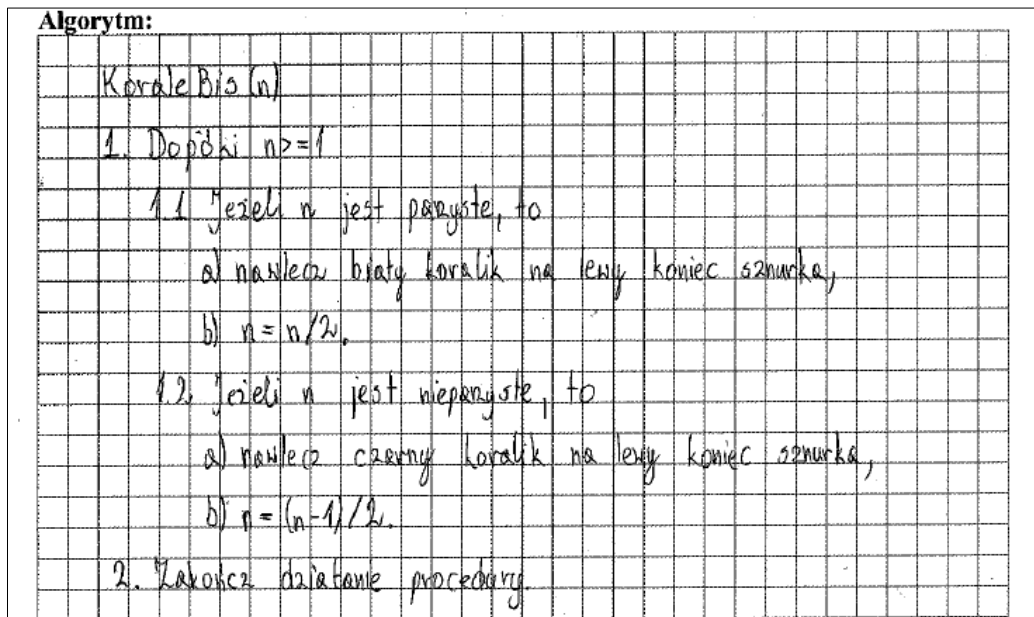 Algorytm:
KoraleBis (n)
1. Dopóki n>=1
1.1 Jeżeli n jest parzyste, to
a) nawlecz biały koralik na lewy koniec sznurka,
b) n = n/2.
1.2 Jeżeli n jest nieparzyste, to
a) nawlecz czarny koralik na lewy koniec sznurka,
b) n = (n-1)/2.
2. Zakończ działanie procedury.